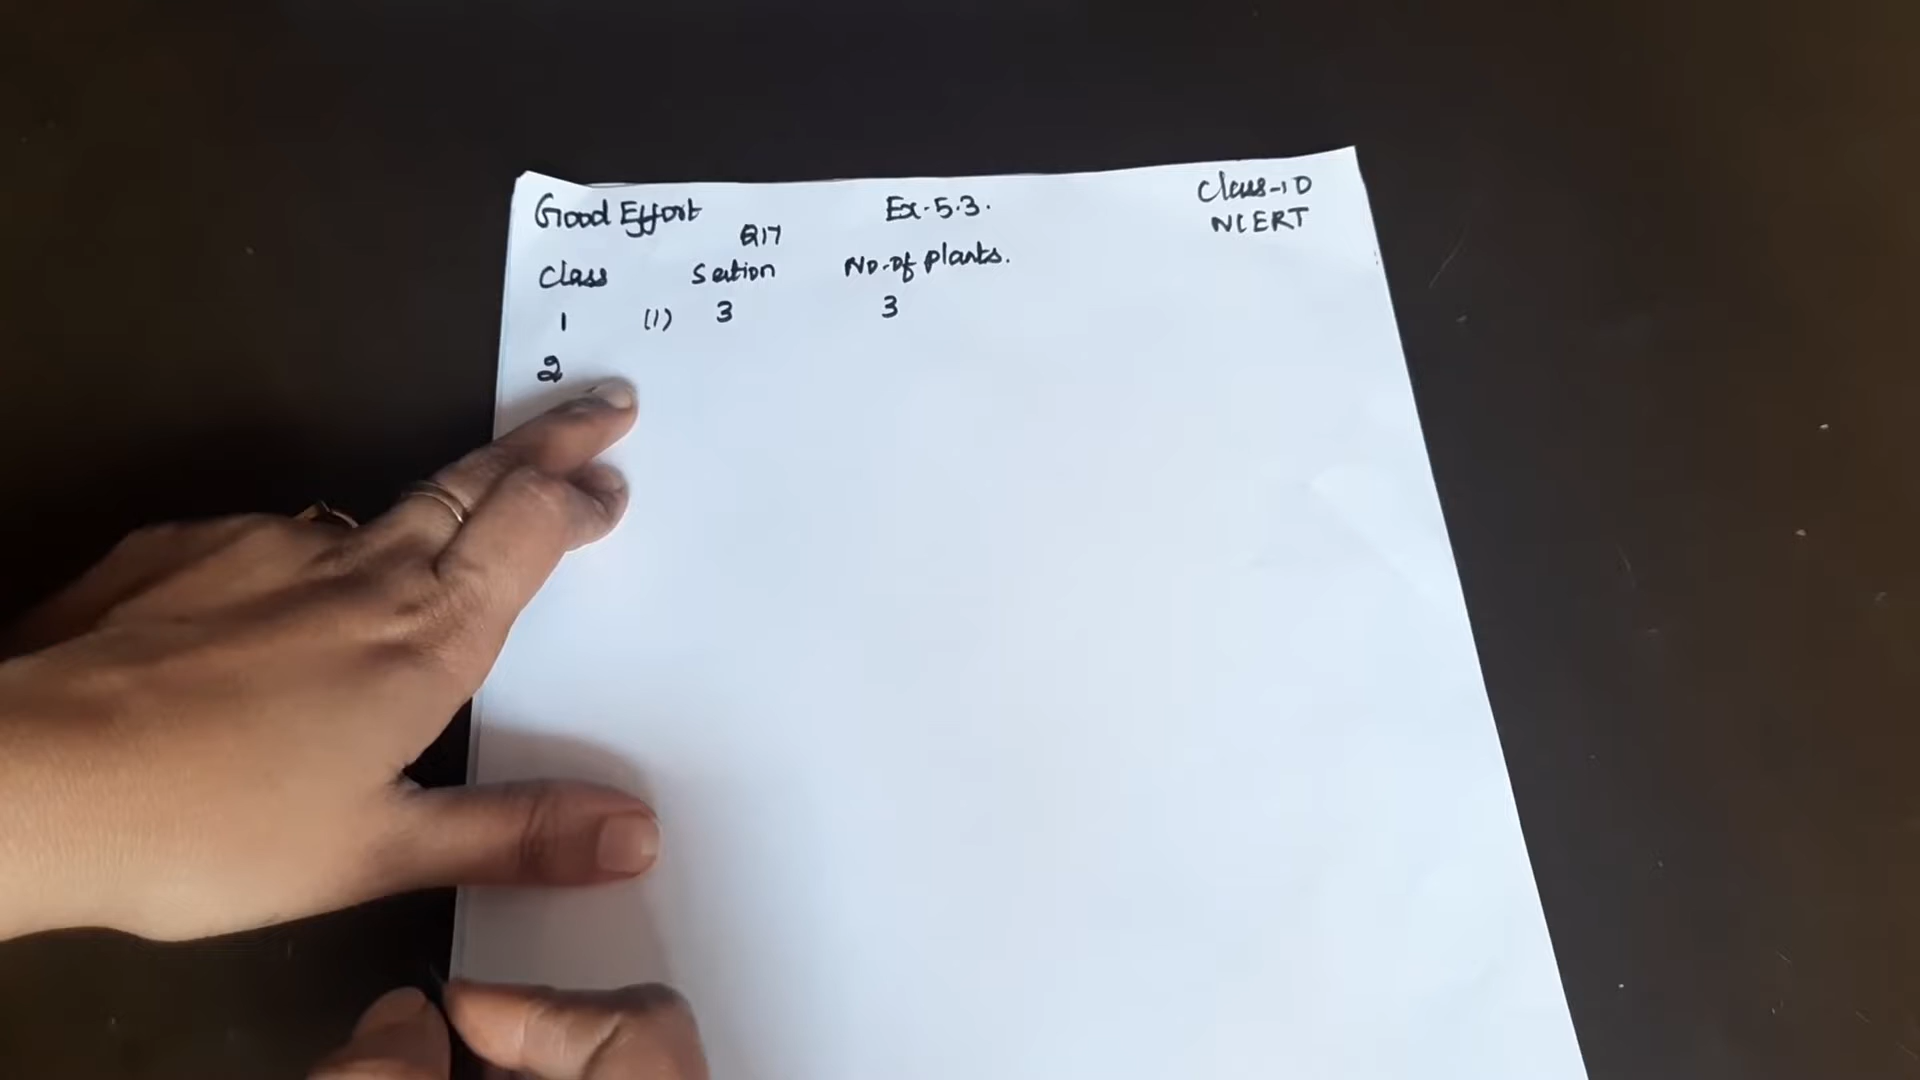 Good Effort Ex. 5.3. Class-10
NCERT
Q17
Class Section No. of plants.
1 (1) 3 3
2